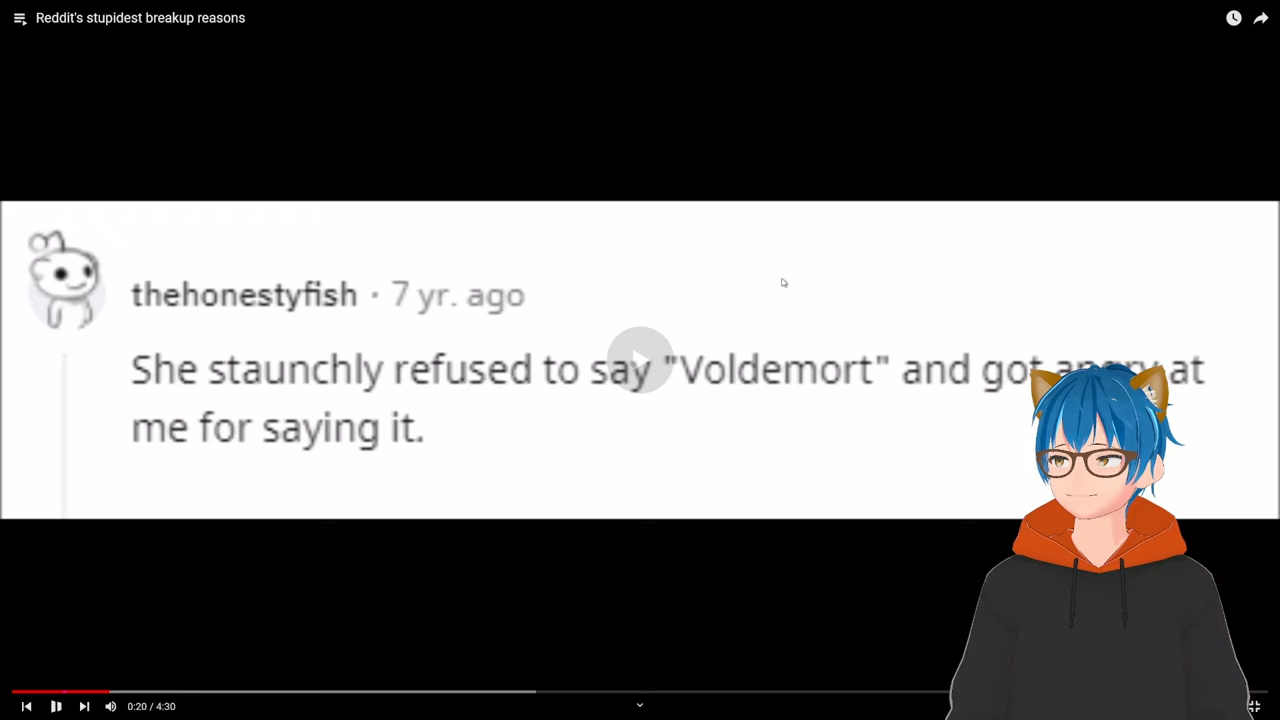 Reddit's stupidest breakup reasons
thehonestyfish · 7 yr. ago
She staunchly refused to say "Voldemort" and got angry at
me for saying it.
0:20 / 4:30